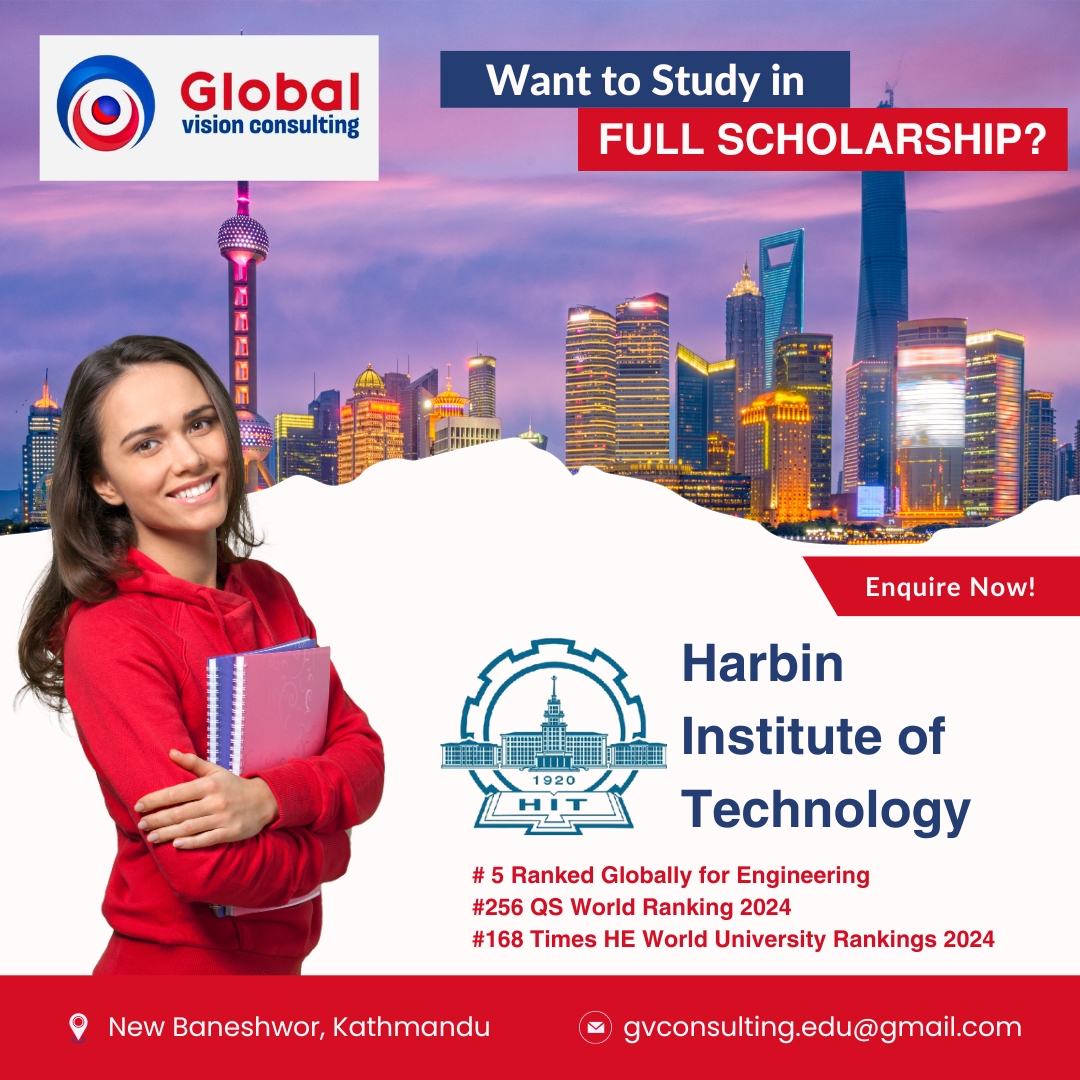 Global
vision consulting
Want to Study in
FULL SCHOLARSHIP?
Enquire Now!
Harbin
Institute of
Technology
1920
HIT
# 5 Ranked Globally for Engineering
#256 QS World Ranking 2024
#168 Times HE World University Rankings 2024
New Baneshwor, Kathmandu
gvconsulting.edu@gmail.com